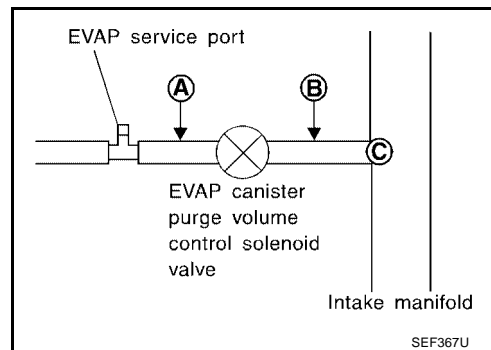 EVAP service port
A
B
C
EVAP canister
purge volume
control solenoid
valve
Intake manifold
SEF367U